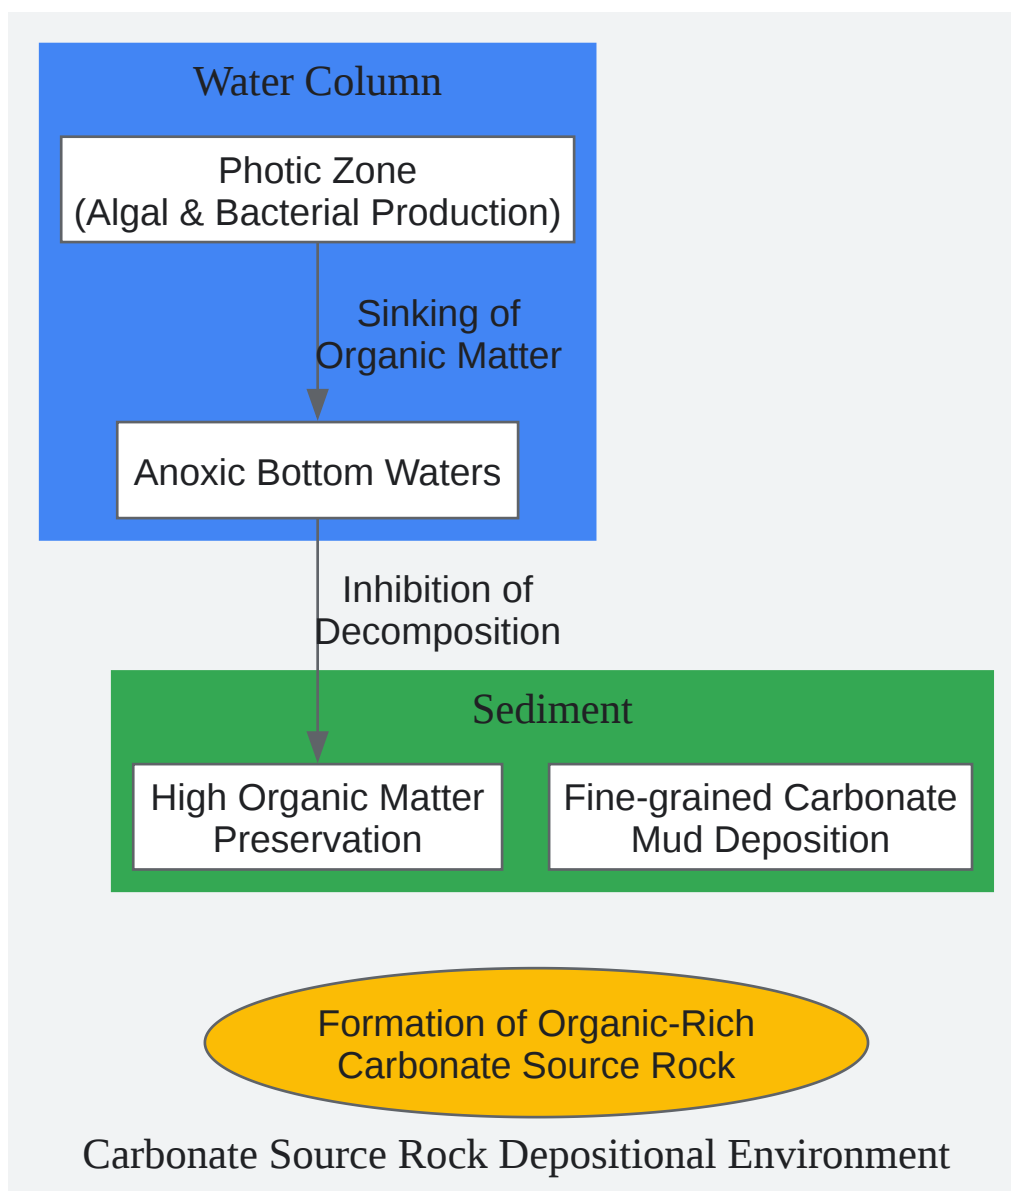 Water Column
Photic Zone
(Algal & Bacterial Production)
Sinking of
Organic Matter
Anoxic Bottom Waters
Inhibition of
Decomposition
Sediment
High Organic Matter
Preservation
Fine-grained Carbonate
Mud Deposition
Formation of Organic-Rich
Carbonate Source Rock
Carbonate Source Rock Depositional Environment